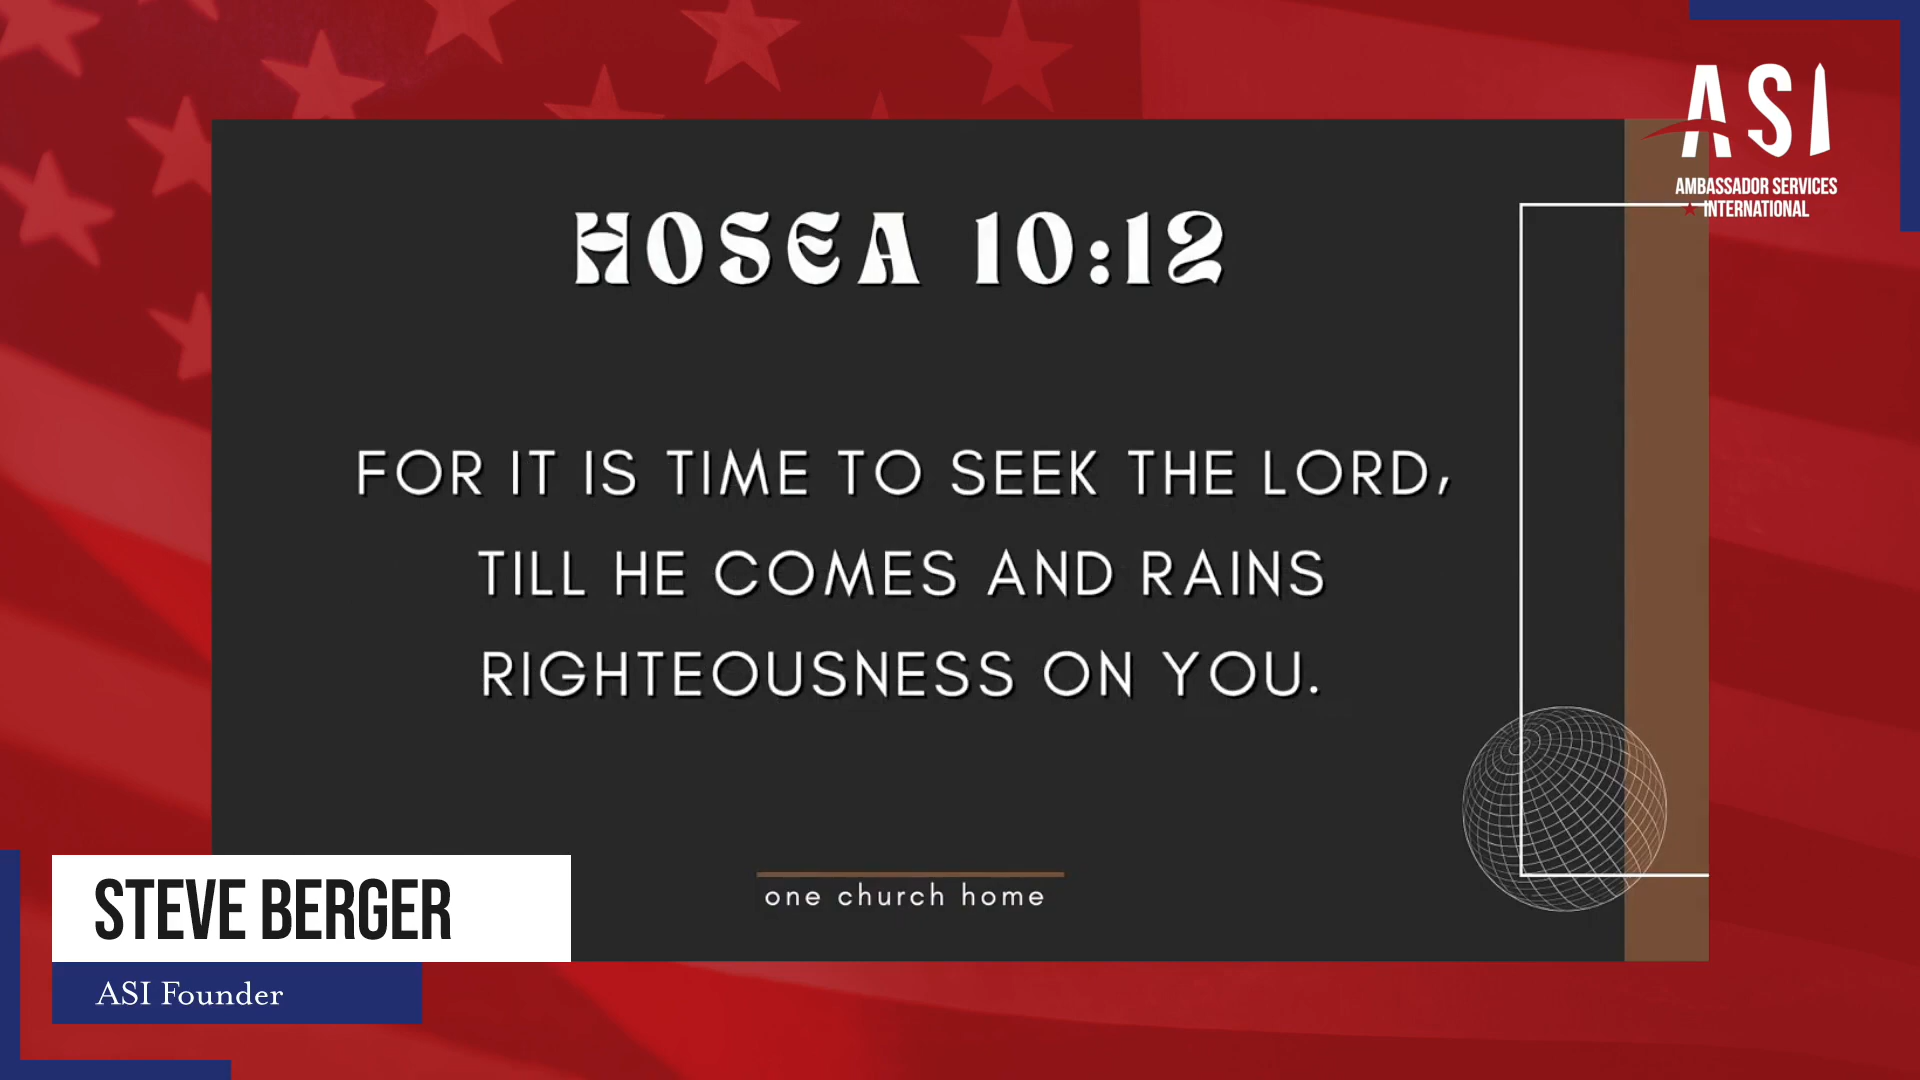 ASI
AMBASSADOR SERVICES
INTERNATIONAL
HOSEA 10:12
FOR IT IS TIME TO SEEK THE LORD,
TILL HE COMES AND RAINS
RIGHTEOUSNESS ON YOU.
one church home
STEVE BERGER
ASI Founder